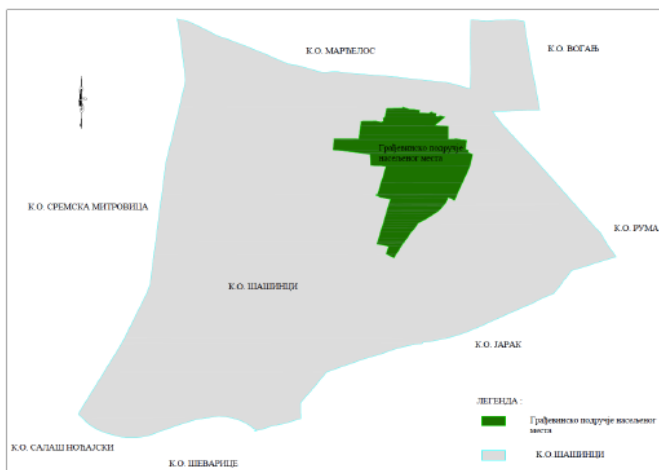 К.О. МАРЂЕЛОС
К.О. ВОГАЊ
Грађевинско подручје
насељеног места
К.О. СРЕМСКА МИТРОВИЦА
К.О. РУМА
К.О. ШАШИНЦИ
К.О. ЈАРАК
ЛЕГЕНДА :
Грађевинско подручје насељеног
места
К.О. САЛАШ НОЋАЈСКИ
К.О. ШАШИНЦИ
К.О. ШЕВАРИЦЕ